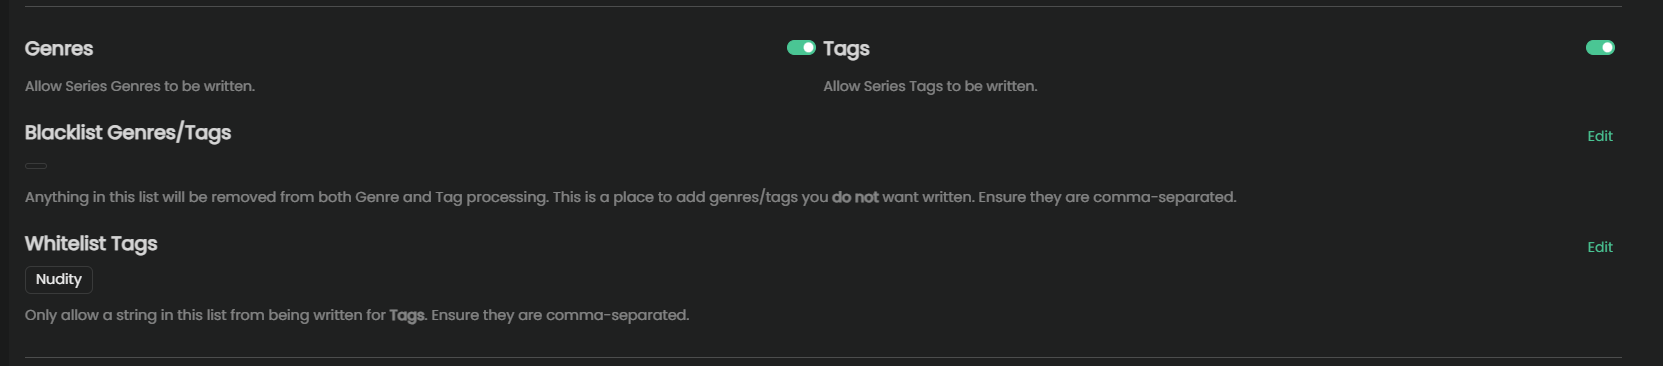 Genres
Tags
Allow Series Genres to be written.
Allow Series Tags to be written.
Blacklist Genres/Tags
Edit
Anything in this list will be removed from both Genre and Tag processing. This is a place to add genres/tags you do not want written. Ensure they are comma-separated.
Whitelist Tags
Edit
Nudity
Only allow a string in this list from being written for Tags. Ensure they are comma-separated.